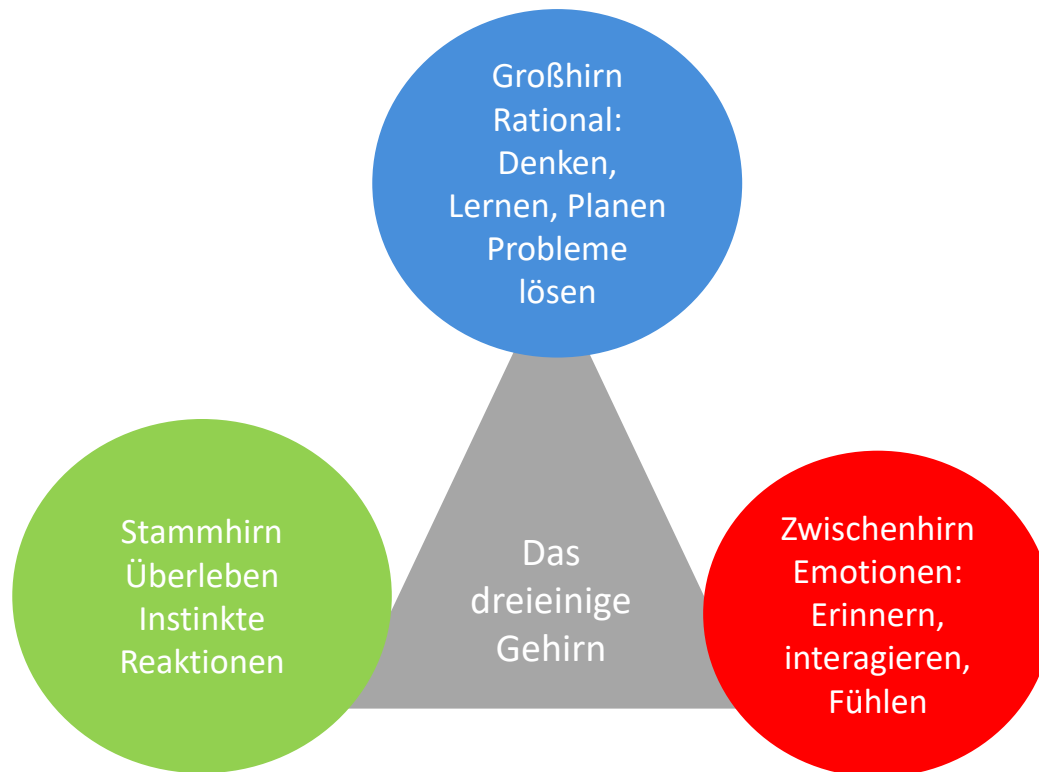 Großhirn
Rational:
Denken,
Lernen, Planen
Probleme
lösen
Stammhirn
Überleben
Instinkte
Reaktionen
Das
dreieinige
Gehirn
Zwischenhirn
Emotionen:
Erinnern,
interagieren,
Fühlen